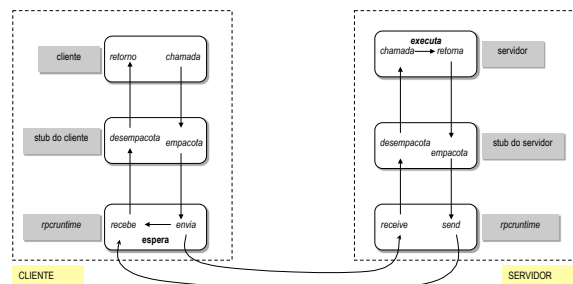 cliente
retorno
chamada
stub do cliente
desempacota
empacota
rpcruntime
recebe
envia
espera
CLIENTE
executa
chamada
retorna
servidor
desempacota
empacota
stub do servidor
receive
send
rpcruntime
SERVIDOR